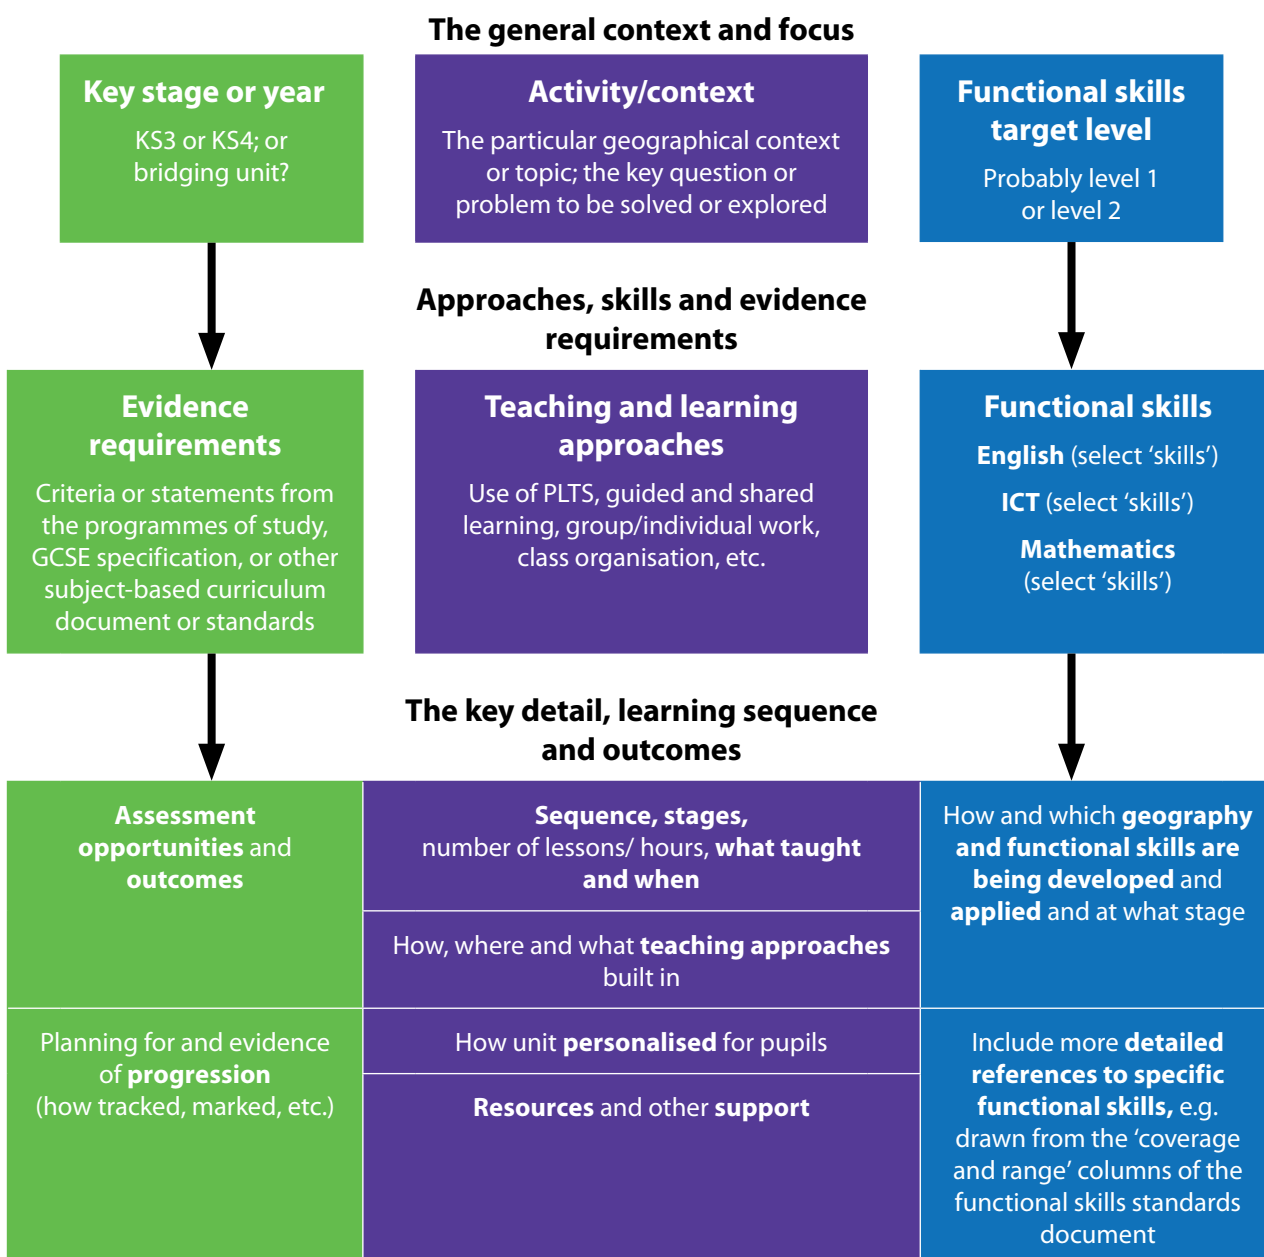 The general context and focus
Key stage or year
KS3 or KS4; or
bridging unit?
Activity/context
The particular geographical context
or topic; the key question or
problem to be solved or explored
Functional skills
target level
Probably level 1
or level 2
Approaches, skills and evidence
requirements
Evidence
requirements
Criteria or statements from
the programmes of study,
GCSE specification, or other
subject-based curriculum
document or standards
Teaching and learning
approaches
Use of PLTS, guided and shared
learning, group/individual work,
class organisation, etc.
Functional skills
English (select ‘skills’)
ICT (select ‘skills’)
Mathematics
(select ‘skills’)
The key detail, learning sequence
and outcomes
Assessment
opportunities and
outcomes
Sequence, stages,
number of lessons/ hours, what taught
and when
How, where and what teaching approaches
built in
How and which geography
and functional skills are
being developed and
applied and at what stage
Planning for and evidence
of progression
(how tracked, marked, etc.)
How unit personalised for pupils
Resources and other support
Include more detailed
references to specific
functional skills, e.g.
drawn from the ‘coverage
and range’ columns of the
functional skills standards
document